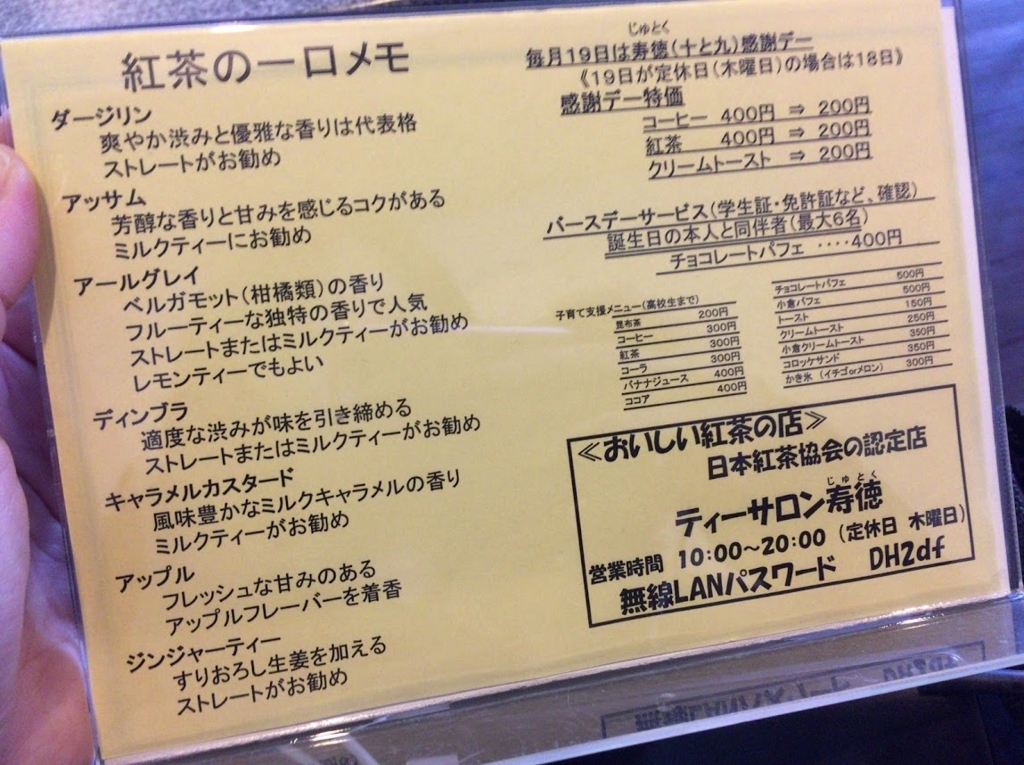 紅茶の一口メモ
ダージリン
爽やか渋みと優雅な香りは代表格
ストレートがお勧め
アッサム
芳醇な香りと甘みを感じるコクがある
ミルクティーにお勧め
アールグレイ
ベルガモット(柑橘類)の香り
フルーティーな独特の香りで人気
ストレートまたはミルクティーがお勧め
レモンティーでもよい
ディンブラ
適度な渋みが味を引き締める
ストレートまたはミルクティーがお勧め
キャラメルカスタード
風味豊かなミルクキャラメルの香り
ミルクティーがお勧め
アップル
フレッシュな甘みのある
アップルフレーバーを着香
ジンジャーティー
すりおろし生姜を加える
ストレートがお勧め
じゅとく
毎月19日は寿徳(十と九)感謝デー
《19日が定休日(木曜日)の場合は18日》
感謝デー特価
コーヒー 400円 ⇒ 200円
紅茶 400円 ⇒ 200円
クリームトースト ⇒ 200円
バースデーサービス(学生証・免許証など、確認)
誕生日の本人と同伴者(最大6名)
チョコレートパフェ ‥‥400円
子育て支援メニュー(高校生まで)
昆布茶 200円
コーヒー 300円
紅茶 300円
コーラ 300円
バナナジュース 400円
ココア 400円
チョコレートパフェ 500円
小倉パフェ 500円
トースト 150円
クリームトースト 250円
小倉クリームトースト 350円
コロッケサンド 350円
かき氷 (イチゴorメロン) 300円
≪おいしい紅茶の店≫
日本紅茶協会の認定店
じゅとく
ティーサロン寿徳
営業時間 10:00~20:00 (定休日 木曜日)
無線LANパスワード DH2df